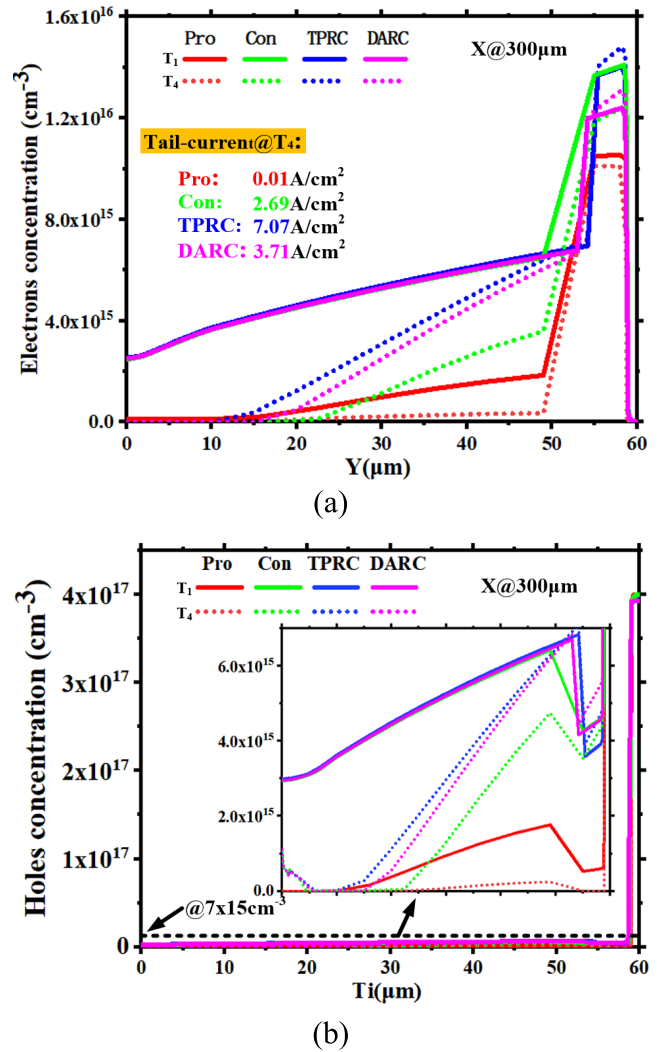 1.6x10^16
Pro Con TPRC DARC
X@300μm
T₁
T₄
1.2x10^16
Tail-current@T₄:
Pro: 0.01A/cm²
Con: 2.69A/cm²
TPRC: 7.07A/cm²
DARC: 3.71A/cm²
8.0x10^15
4.0x10^15
0.0
Electrons concentration (cm⁻³)
0 10 20 30 40 50 60
Y(μm)
(a)
Pro Con TPRC DARC
T₁
X@300μm
T₄
4x10^17
3x10^17
2x10^17
1x10^17
0
Holes concentration (cm⁻³)
6.0x10^15
4.0x10^15
2.0x10^15
0.0
@7x15cm⁻³
0 10 20 30 40 50 60
Ti(μm)
(b)